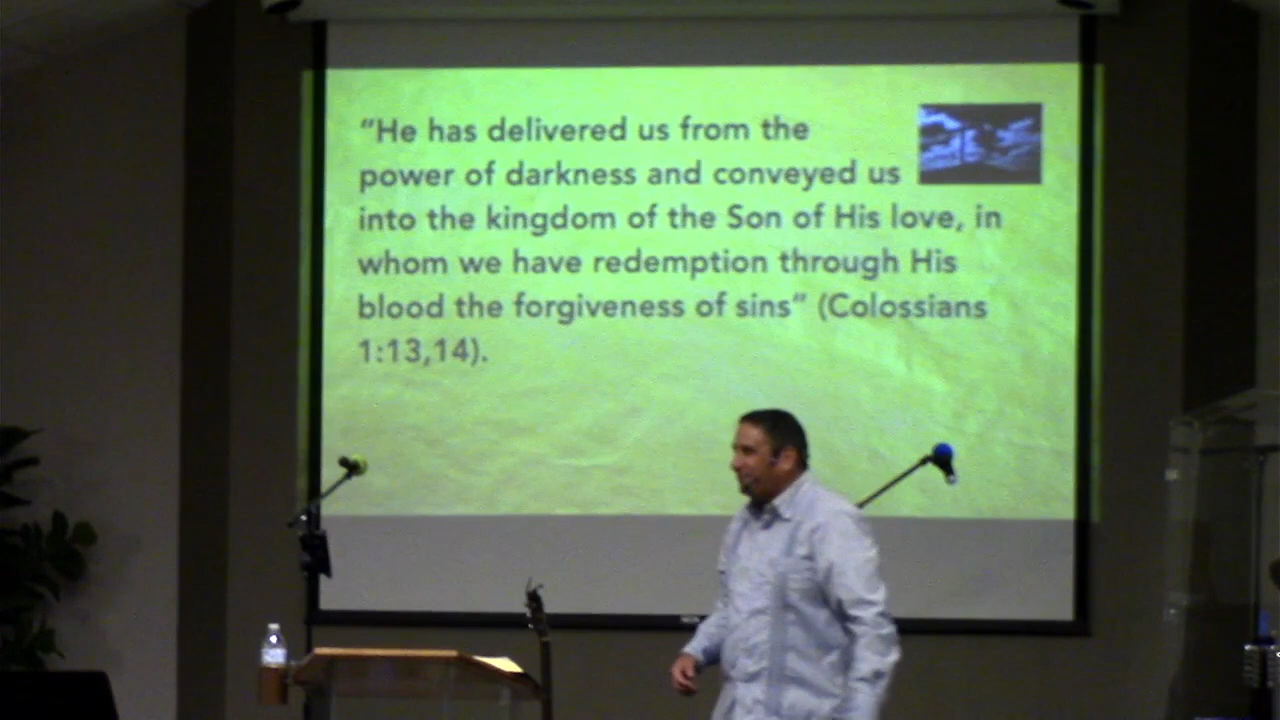 “He has delivered us from the
power of darkness and conveyed us
into the kingdom of the Son of His love, in
whom we have redemption through His
blood the forgiveness of sins” (Colossians
1:13,14).